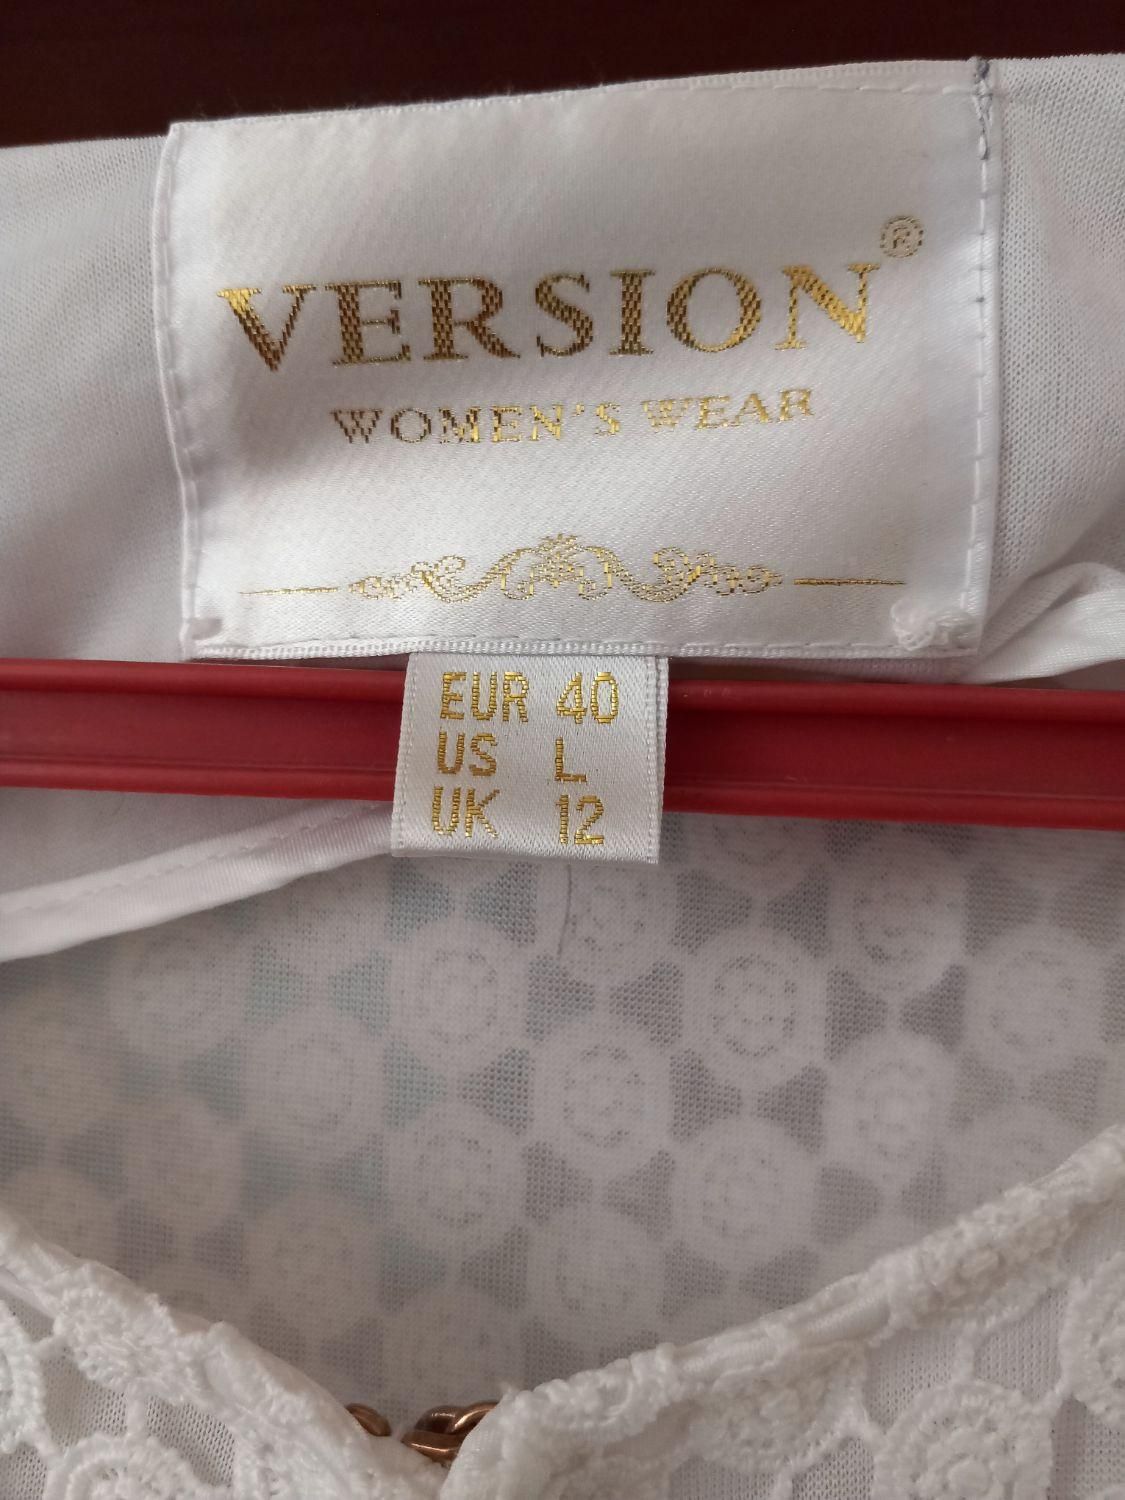 VERSION®
WOMEN'S WEAR
EUR 40
US L
UK 12